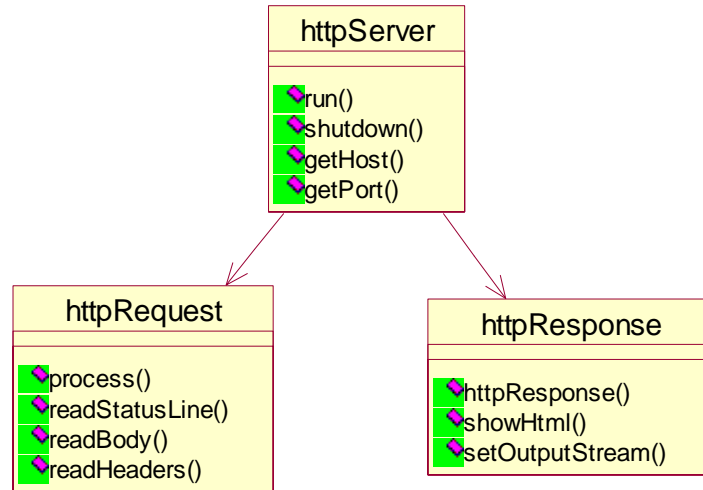 httpServer
run()
shutdown()
getHost()
getPort()
httpRequest
process()
readStatusLine()
readBody()
readHeaders()
httpResponse
httpResponse()
showHtml()
setOutputStream()